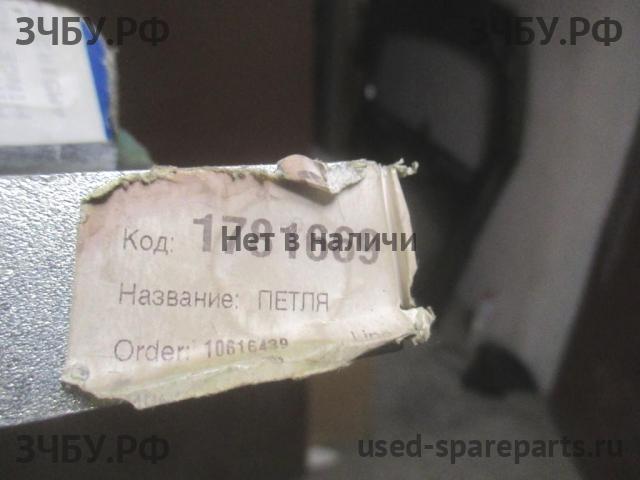 ЗЧБУ.РФ ЗЧБУ.РФ
Код:
Нет в наличи
Название: ПЕТЛЯ
Order: 10616439
ЗЧБУ.РФ used-spareparts.ru